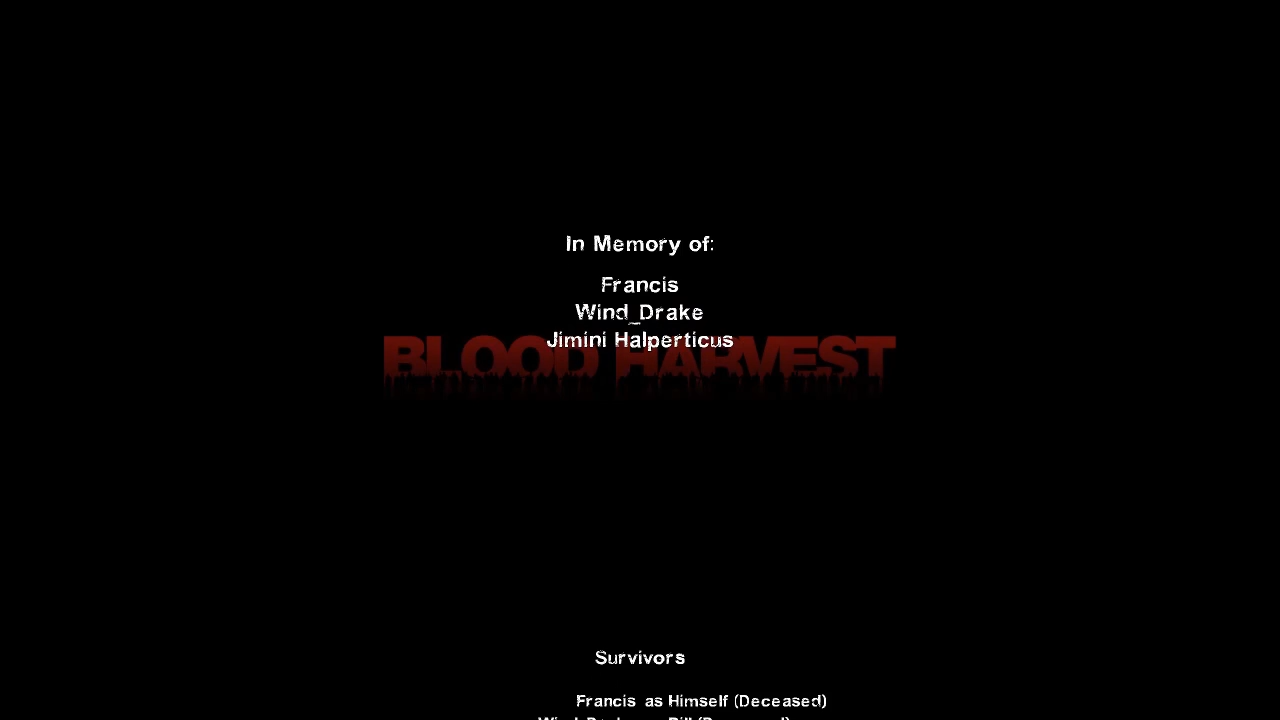 In Memory of:
Francis
Wind_Drake
Jimini Halperticus
BLOOD HARVEST
Survivors
Francis as Himself (Deceased)